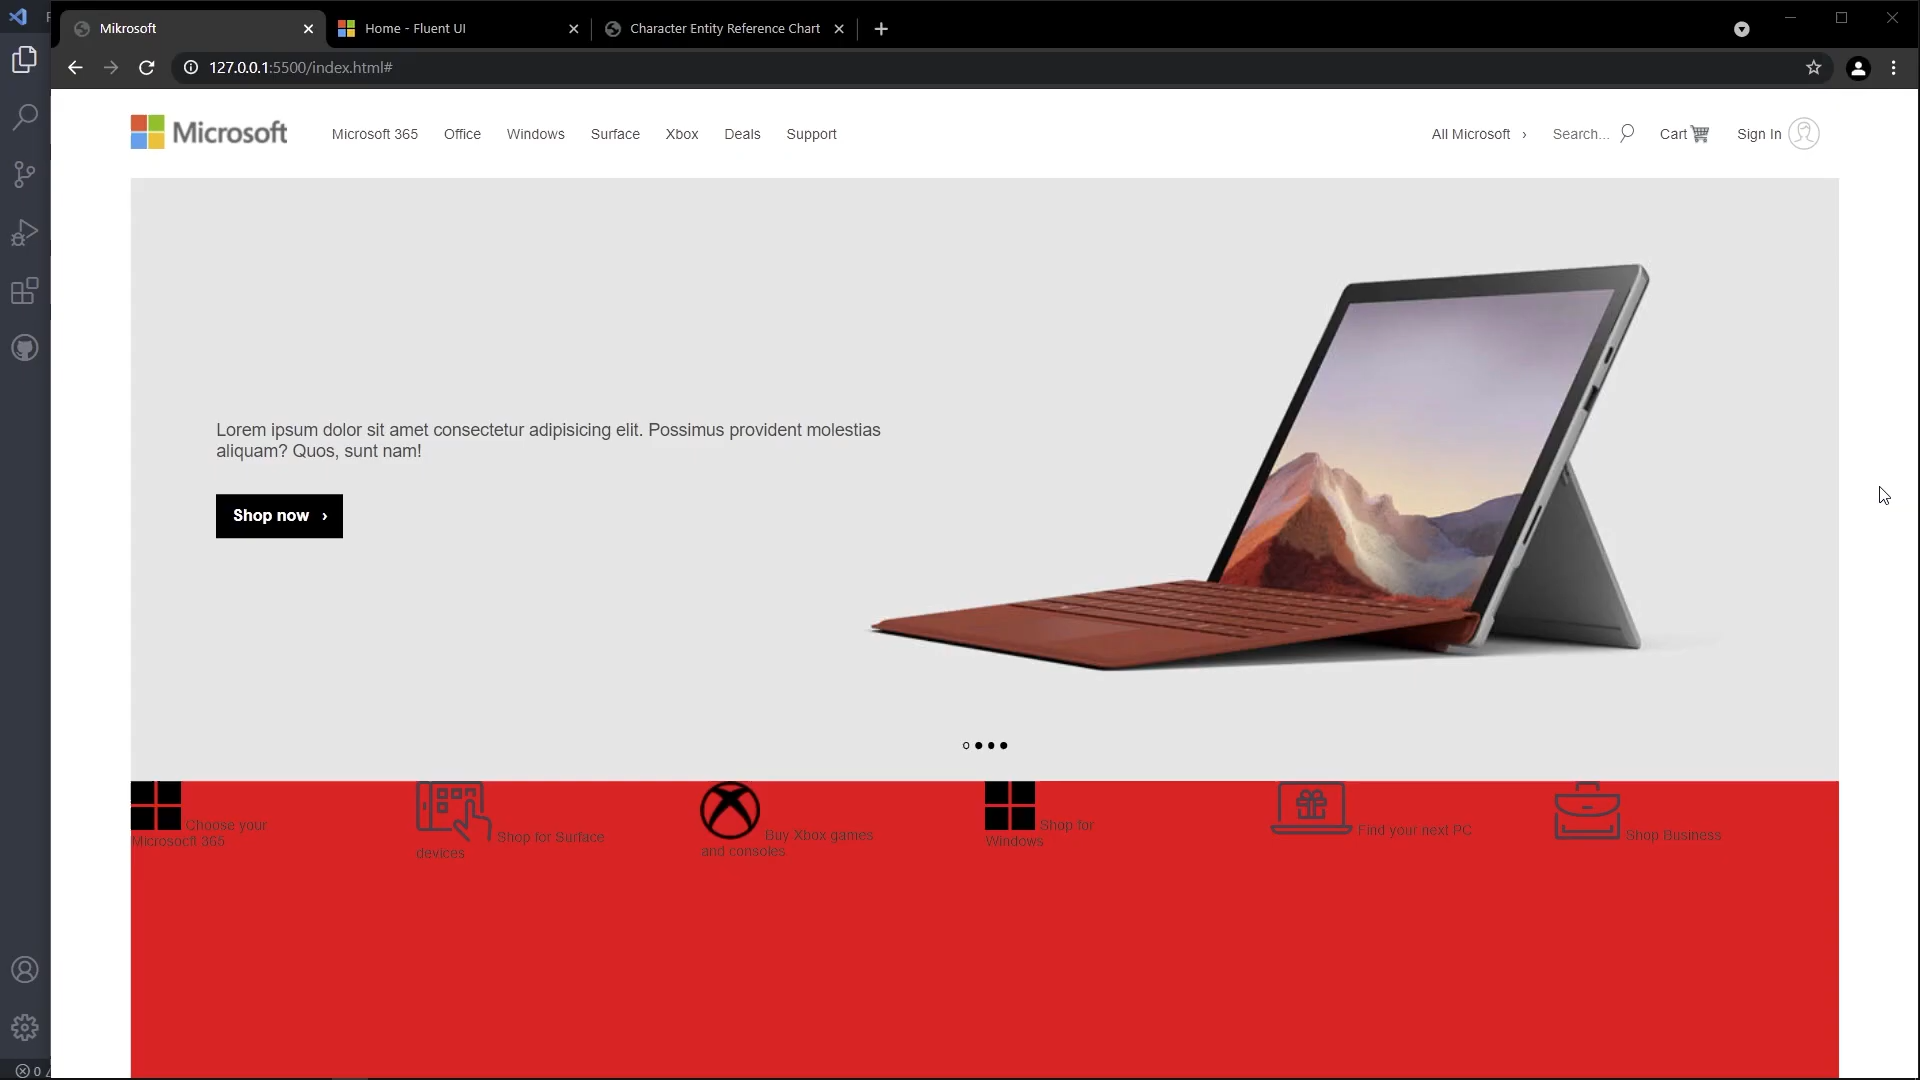 Mikrosoft
Home - Fluent UI
Character Entity Reference Chart
127.0.0.1:5500/index.html#
Microsoft
Microsoft 365
Office
Windows
Surface
Xbox
Deals
Support
All Microsoft ›
Search...
Cart
Sign In
Lorem ipsum dolor sit amet consectetur adipisicing elit. Possimus provident molestias
aliquam? Quos, sunt nam!
Shop now ›
Choose your
Microsocft 365
Shop for Surface
devices
Buy Xbox games
and consoles
Shop for
Windows
Find your next PC
Shop Business
0